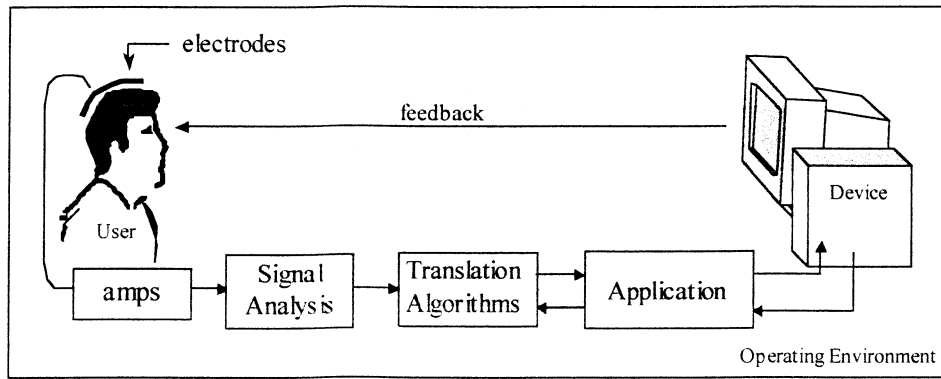 electrodes
feedback
Device
User
amps
Signal
Analysis
Translation
Algorithms
Application
Operating Environment